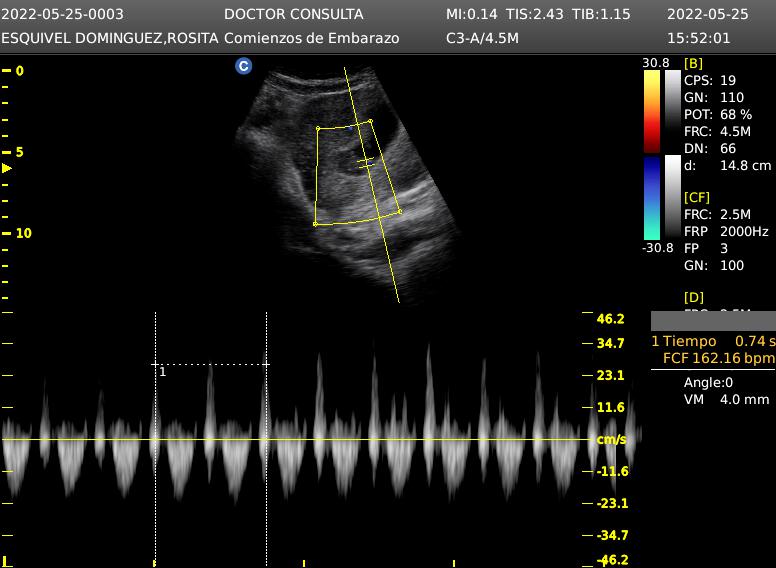 2022-05-25-0003 DOCTOR CONSULTA MI:0.14 TIS:2.43 TIB:1.15 2022-05-25
ESQUIVEL DOMINGUEZ,ROSITA Comienzos de Embarazo C3-A/4.5M 15:52:01
C
0
5
10
30.8
-30.8
[B]
CPS: 19
GN: 110
POT: 68 %
FRC: 4.5M
DN: 66
d: 14.8 cm
[CF]
FRC: 2.5M
FRP 2000Hz
FP 3
GN: 100
[D]
1 Tiempo 0.74 s
FCF 162.16 bpm
Angle:0
VM 4.0 mm
1
46.2
34.7
23.1
11.6
cm/s
-11.6
-23.1
-34.7
-46.2